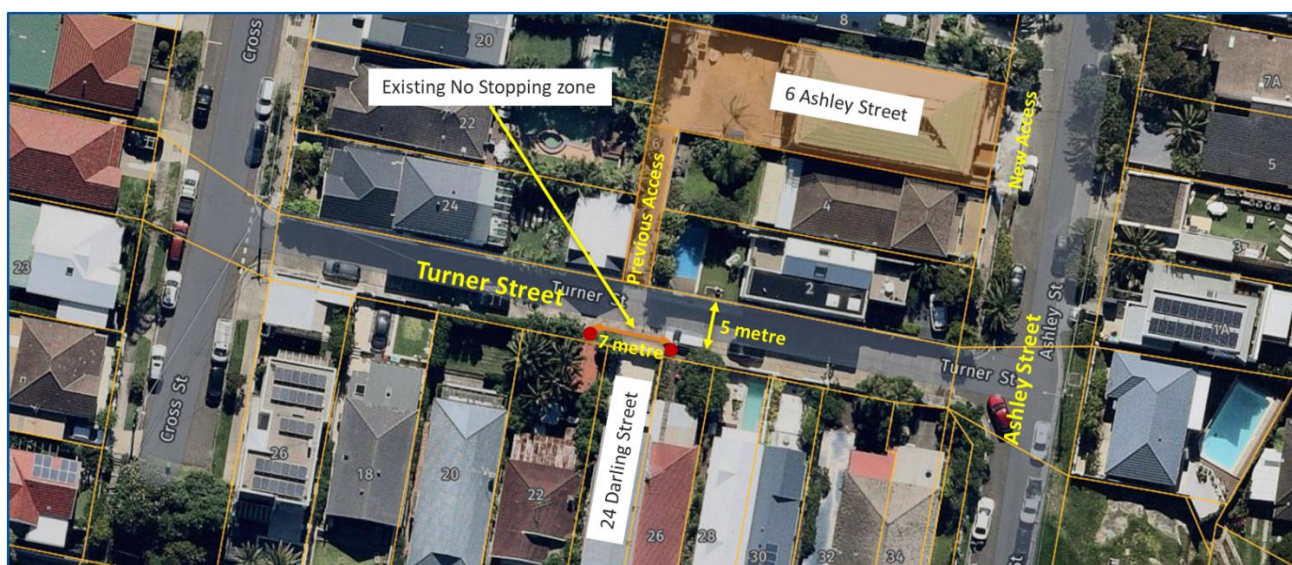 Cross
20
8
7A
Existing No Stopping zone
6 Ashley Street
22
6
5
New Access
Previous Access
24
4
3
23
Turner Street
Turner St
2
1A
5 metre
7 metre
Turner St
Ashley Street
Ashley St
Cross St
24 Darling Street
26
18
20
22
26
28
30
32
34
St